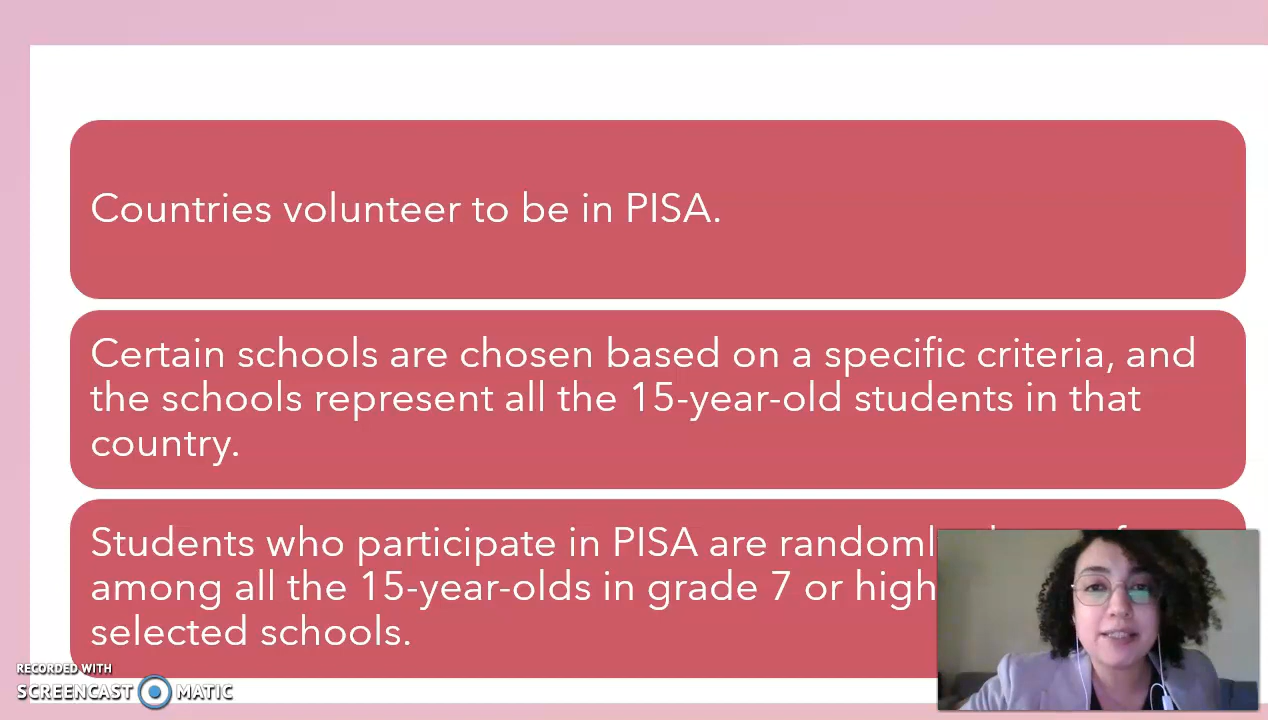 Countries volunteer to be in PISA.
Certain schools are chosen based on a specific criteria, and
the schools represent all the 15-year-old students in that
country.
Students who participate in PISA are
among all the 15-year-olds in grade 7 or
selected schools.
RECORDED WITH
SCREENCAST MATIC